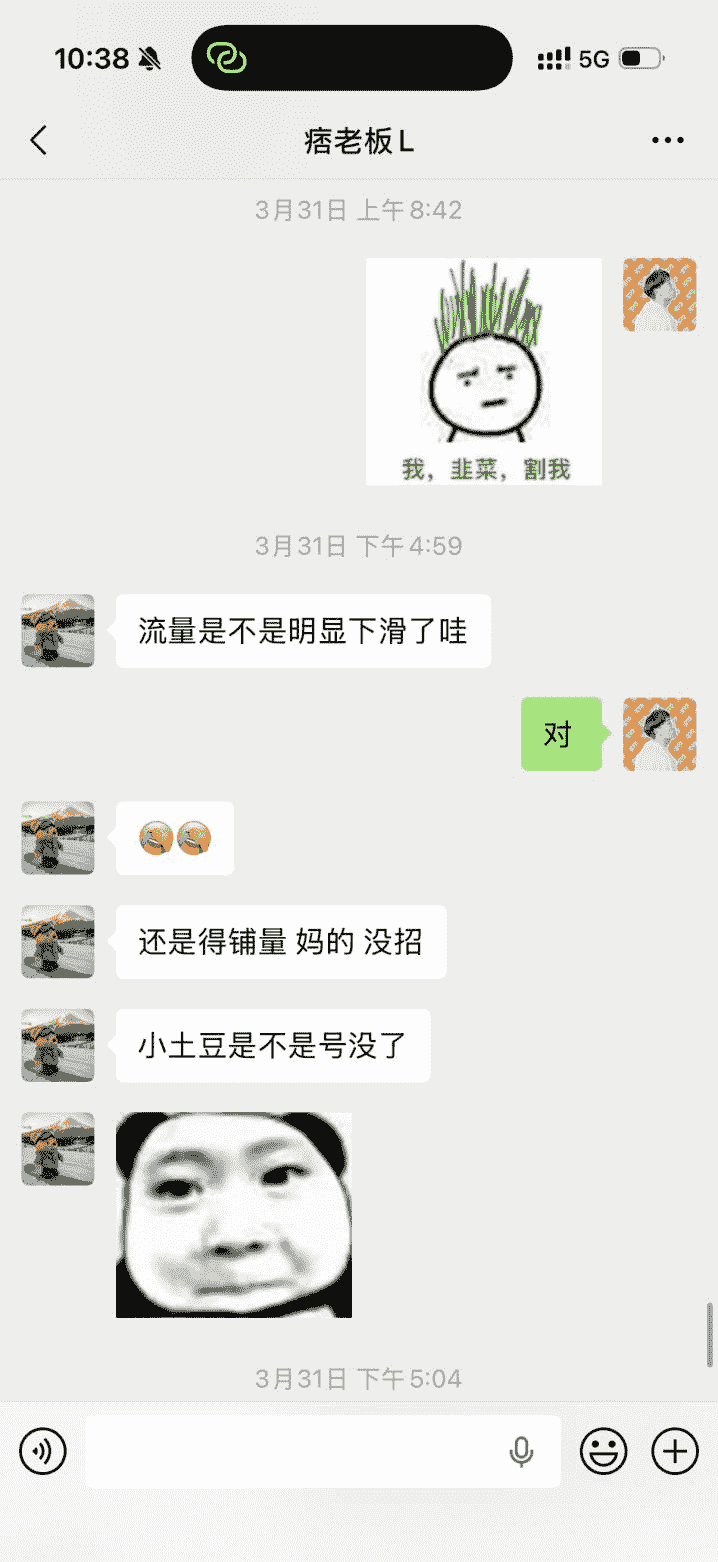 10:38
5G
痞老板L
3月31日 上午8:42
我，韭菜，割我
3月31日 下午4:59
流量是不是明显下滑了哇
对
还是得铺量 妈的 没招
小土豆是不是号没了
3月31日 下午5:04